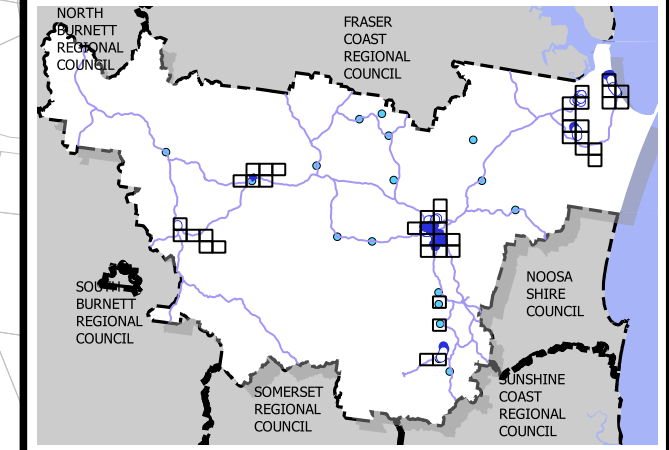 NORTH
BURNETT
REGIONAL
COUNCIL
FRASER
COAST
REGIONAL
COUNCIL
NOOSA
SHIRE
COUNCIL
SOUTH
BURNETT
REGIONAL
COUNCIL
SOMERSET
REGIONAL
COUNCIL
SUNSHINE
COAST
REGIONAL
COUNCIL